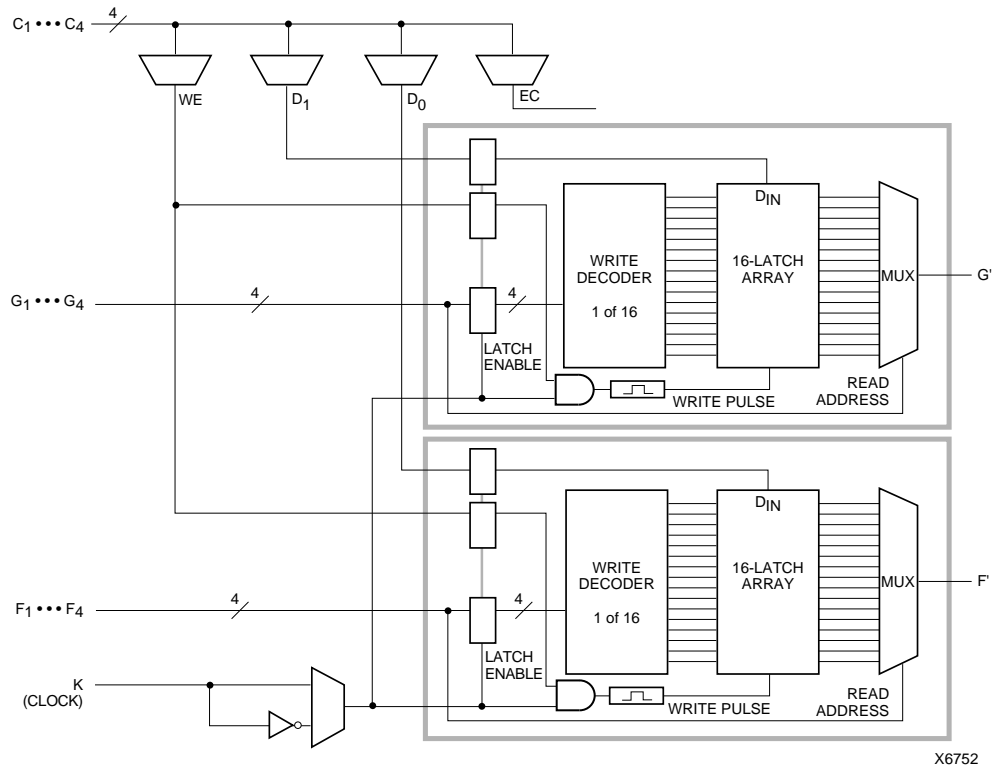 C1 ••• C4
4
WE
D1
D0
EC
DIN
WRITE
DECODER
1 of 16
16-LATCH
ARRAY
MUX
G'
G1 ••• G4
4
4
LATCH
ENABLE
WRITE PULSE
READ
ADDRESS
DIN
WRITE
DECODER
1 of 16
16-LATCH
ARRAY
MUX
F'
F1 ••• F4
4
4
LATCH
ENABLE
WRITE PULSE
READ
ADDRESS
K
(CLOCK)
X6752